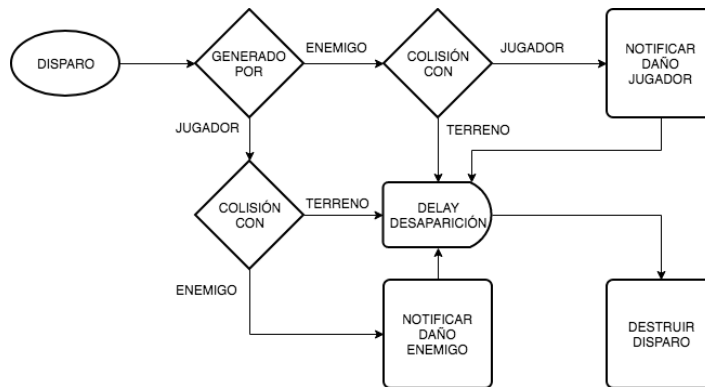 DISPARO
GENERADO
POR
ENEMIGO
COLISIÓN
CON
JUGADOR
NOTIFICAR
DAÑO
JUGADOR
JUGADOR
TERRENO
COLISIÓN
CON
TERRENO
DELAY
DESAPARICIÓN
ENEMIGO
NOTIFICAR
DAÑO
ENEMIGO
DESTRUIR
DISPARO